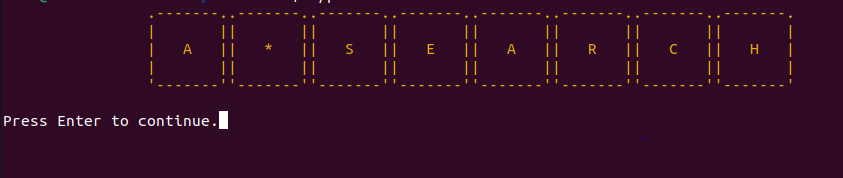 A * S E A R C H
Press Enter to continue.